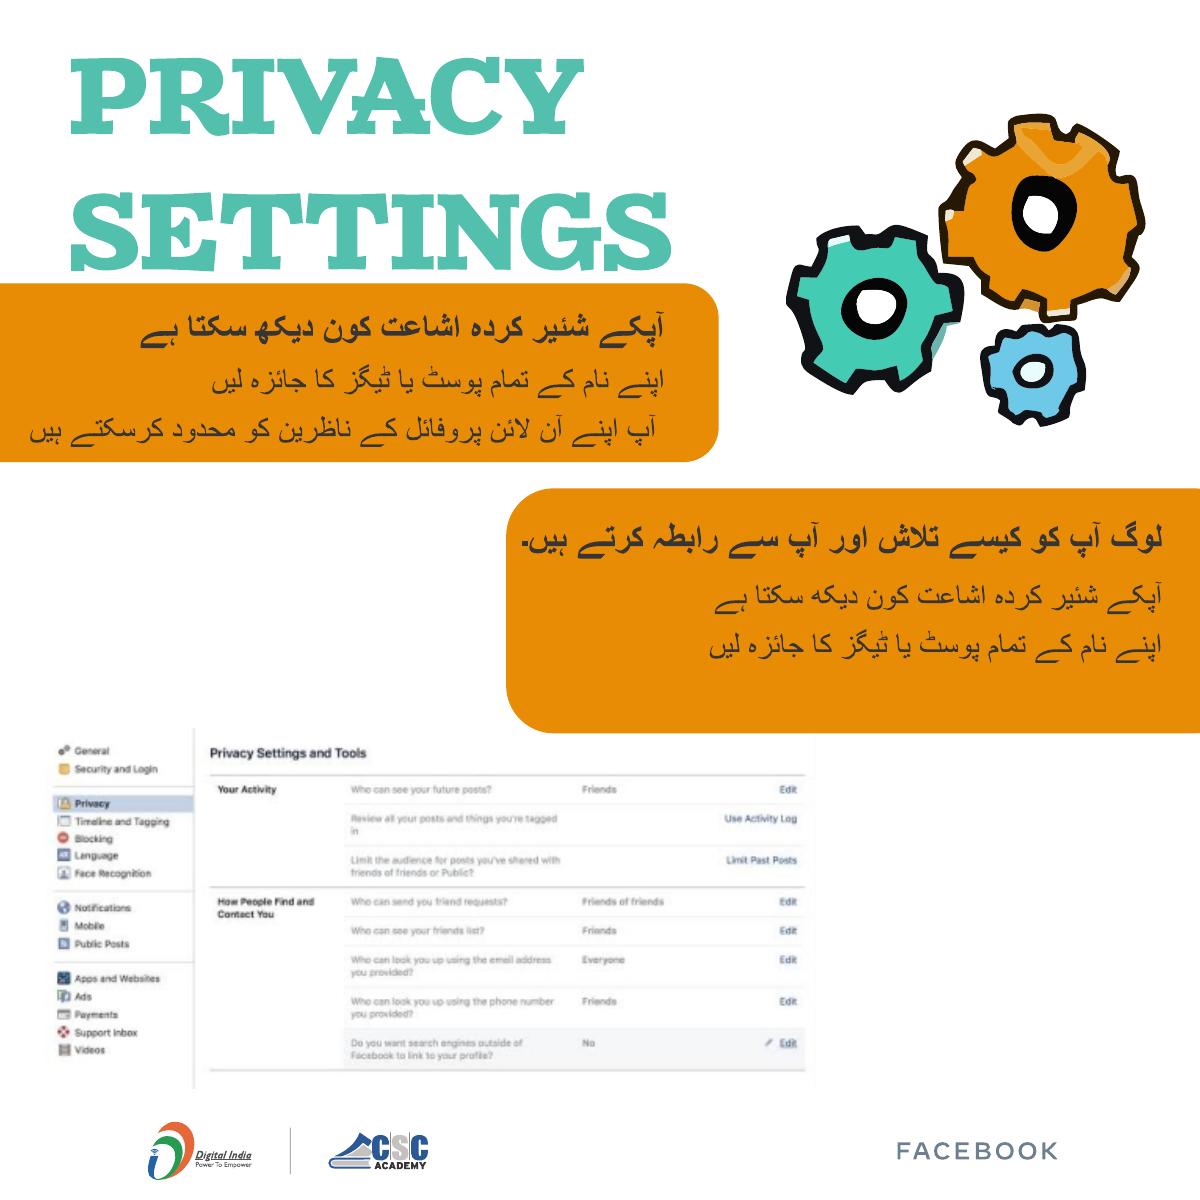 PRIVACY
SETTINGS
آپکے شئیر کردہ اشاعت کون دیکھ سکتا ہے
اپنے نام کے تمام پوسٹ یا ٹیگز کا جائزہ لیں
آپ اپنے آن لائن پروفائل کے ناظرین کو محدود کرسکتے ہیں
لوگ آپ کو کیسے تلاش اور آپ سے رابطہ کرتے ہیں۔
آپکے شئیر کردہ اشاعت کون دیکھ سکتا ہے
اپنے نام کے تمام پوسٹ یا ٹیگز کا جائزہ لیں
General
Security and Login
Privacy
Timeline and Tagging
Blocking
Language
Face Recognition
Notifications
Mobile
Public Posts
Apps and Websites
Ads
Payments
Support Inbox
Videos
Privacy Settings and Tools
Your Activity Who can see your future posts? Friends Edit
Review all your posts and things you're tagged Use Activity Log
in
Limit the audience for posts you've shared with Limit Past Posts
friends of friends or Public?
How People Find and Who can send you friend requests? Friends of friends Edit
Contact You
Who can see your friends list? Friends Edit
Who can look you up using the email address Everyone Edit
you provided?
Who can look you up using the phone number Friends Edit
you provided?
Do you want search engines outside of No Edit
Facebook to link to your profile?
Digital India
Power To Empower
CSC
ACADEMY
FACEBOOK